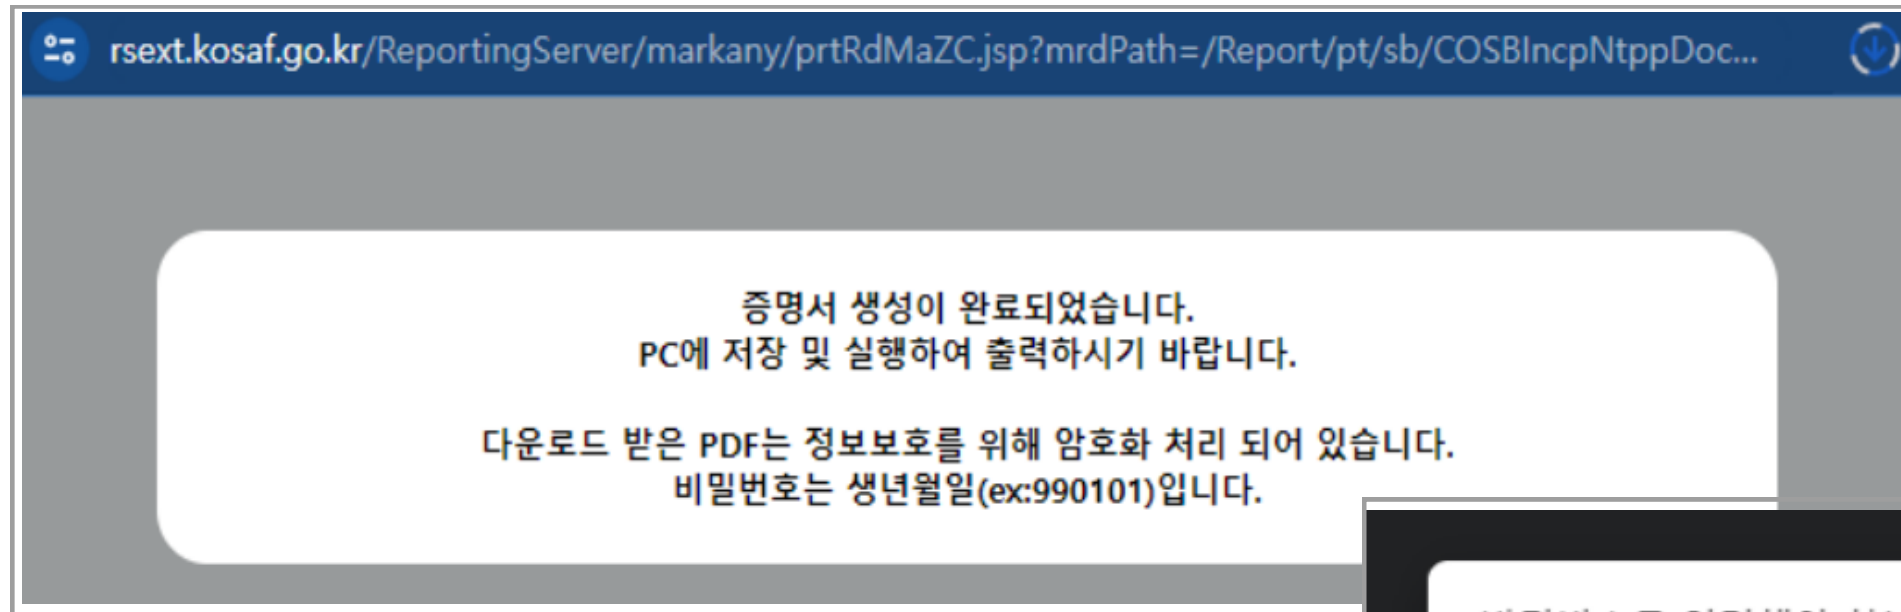 rsext.kosaf.go.kr/ReportingServer/markany/prtRdMaZC.jsp?mrdPath=/Report/pt/sb/COSBIncpNtppDoc...
증명서 생성이 완료되었습니다.
PC에 저장 및 실행하여 출력하시기 바랍니다.
다운로드 받은 PDF는 정보보호를 위해 암호화 처리 되어 있습니다.
비밀번호는 생년월일(ex:990101)입니다.